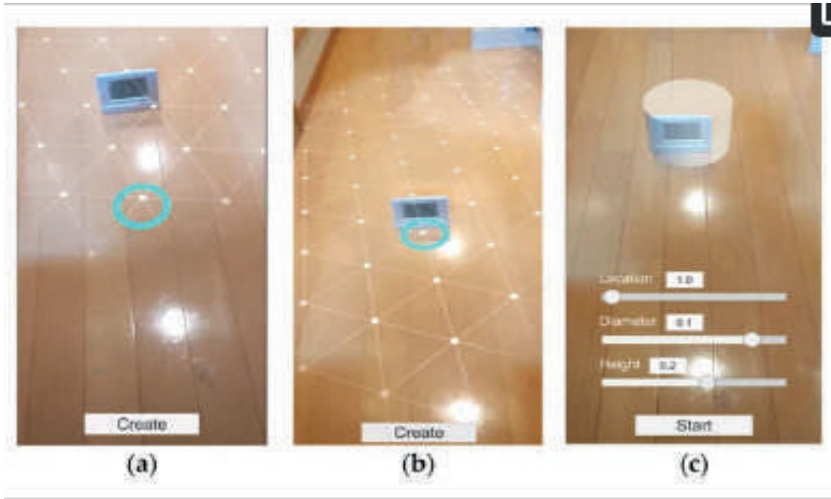 Create
(a)
Create
(b)
Location 1.0
Diameter 0.1
Height 0.2
Start
(c)